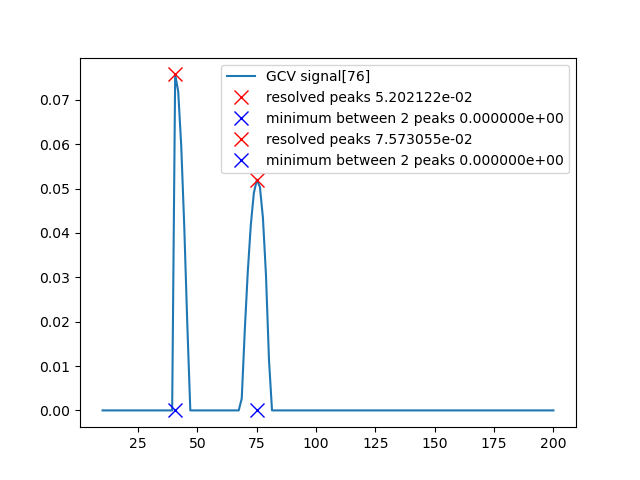 GCV signal[76]
resolved peaks 5.202122e-02
minimum between 2 peaks 0.000000e+00
resolved peaks 7.573055e-02
minimum between 2 peaks 0.000000e+00
0.07
0.06
0.05
0.04
0.03
0.02
0.01
0.00
25 50 75 100 125 150 175 200